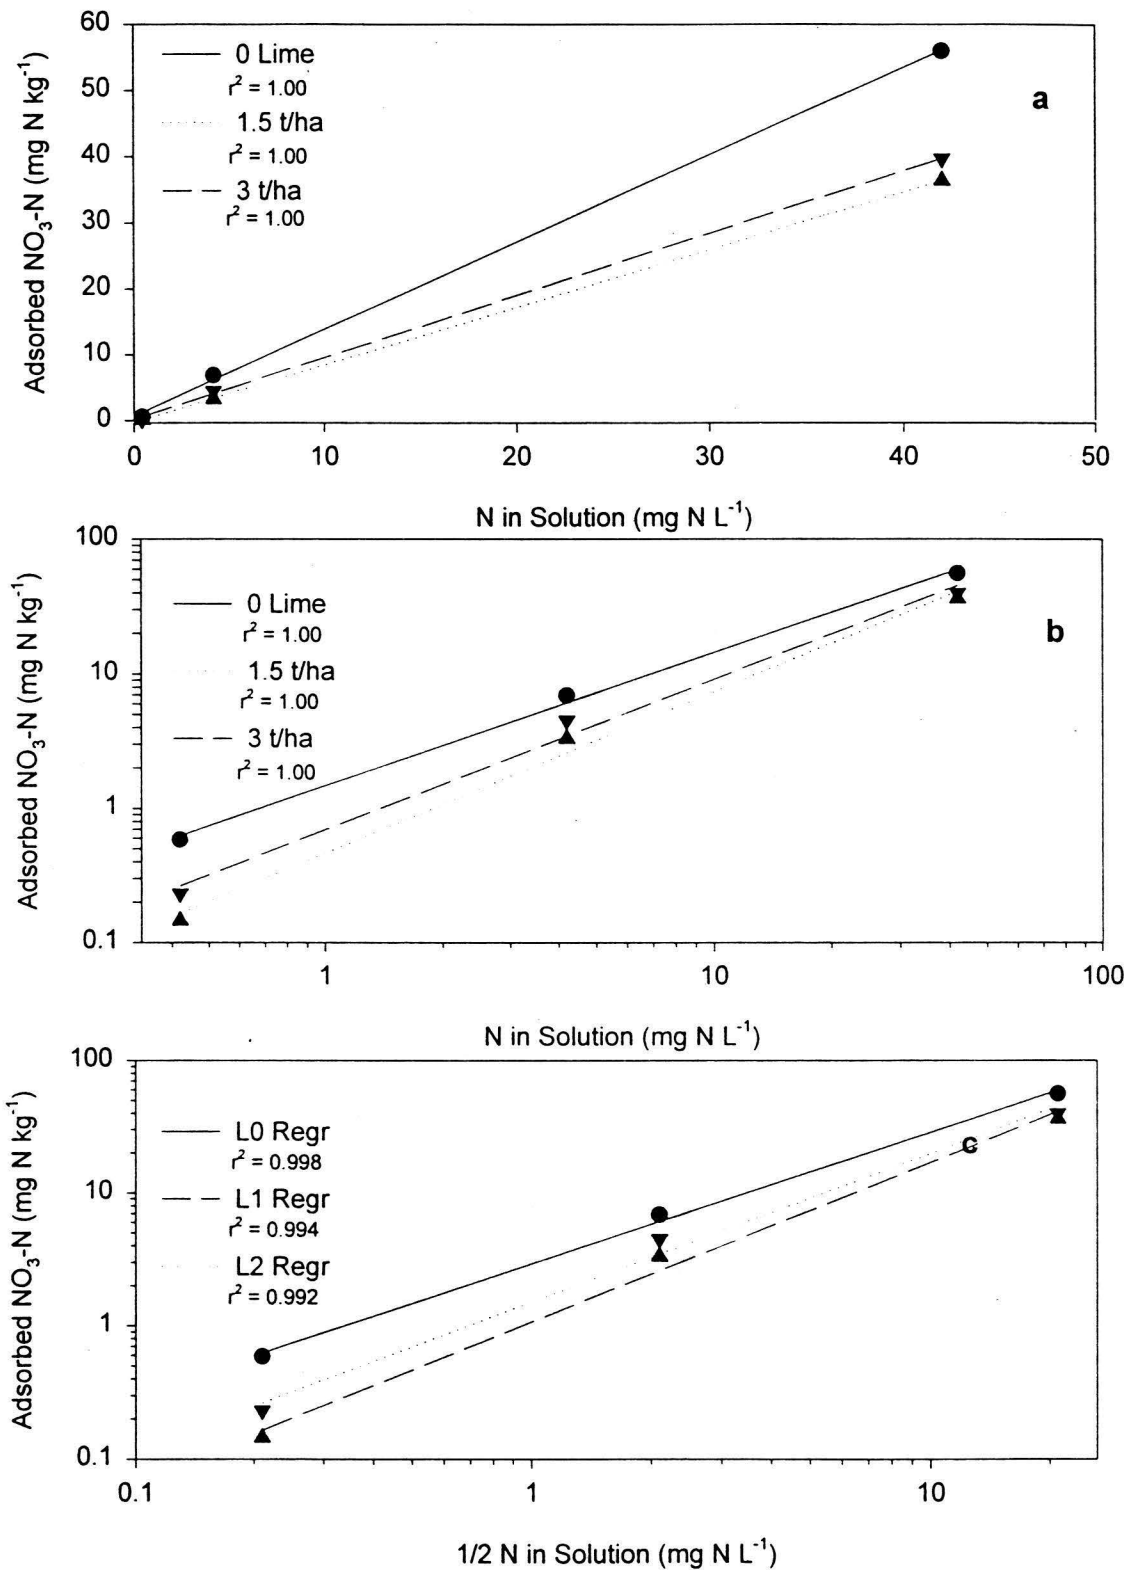 60
50
40
30
20
10
0
Adsorbed NO₃-N (mg N kg⁻¹)
0 Lime
r² = 1.00
1.5 t/ha
r² = 1.00
3 t/ha
r² = 1.00
a
0 10 20 30 40 50
N in Solution (mg N L⁻¹)
100
10
1
0.1
Adsorbed NO₃-N (mg N kg⁻¹)
0 Lime
r² = 1.00
1.5 t/ha
r² = 1.00
3 t/ha
r² = 1.00
b
1 10 100
N in Solution (mg N L⁻¹)
100
10
1
0.1
Adsorbed NO₃-N (mg N kg⁻¹)
L0 Regr
r² = 0.998
L1 Regr
r² = 0.994
L2 Regr
r² = 0.992
c
0.1 1 10
1/2 N in Solution (mg N L⁻¹)